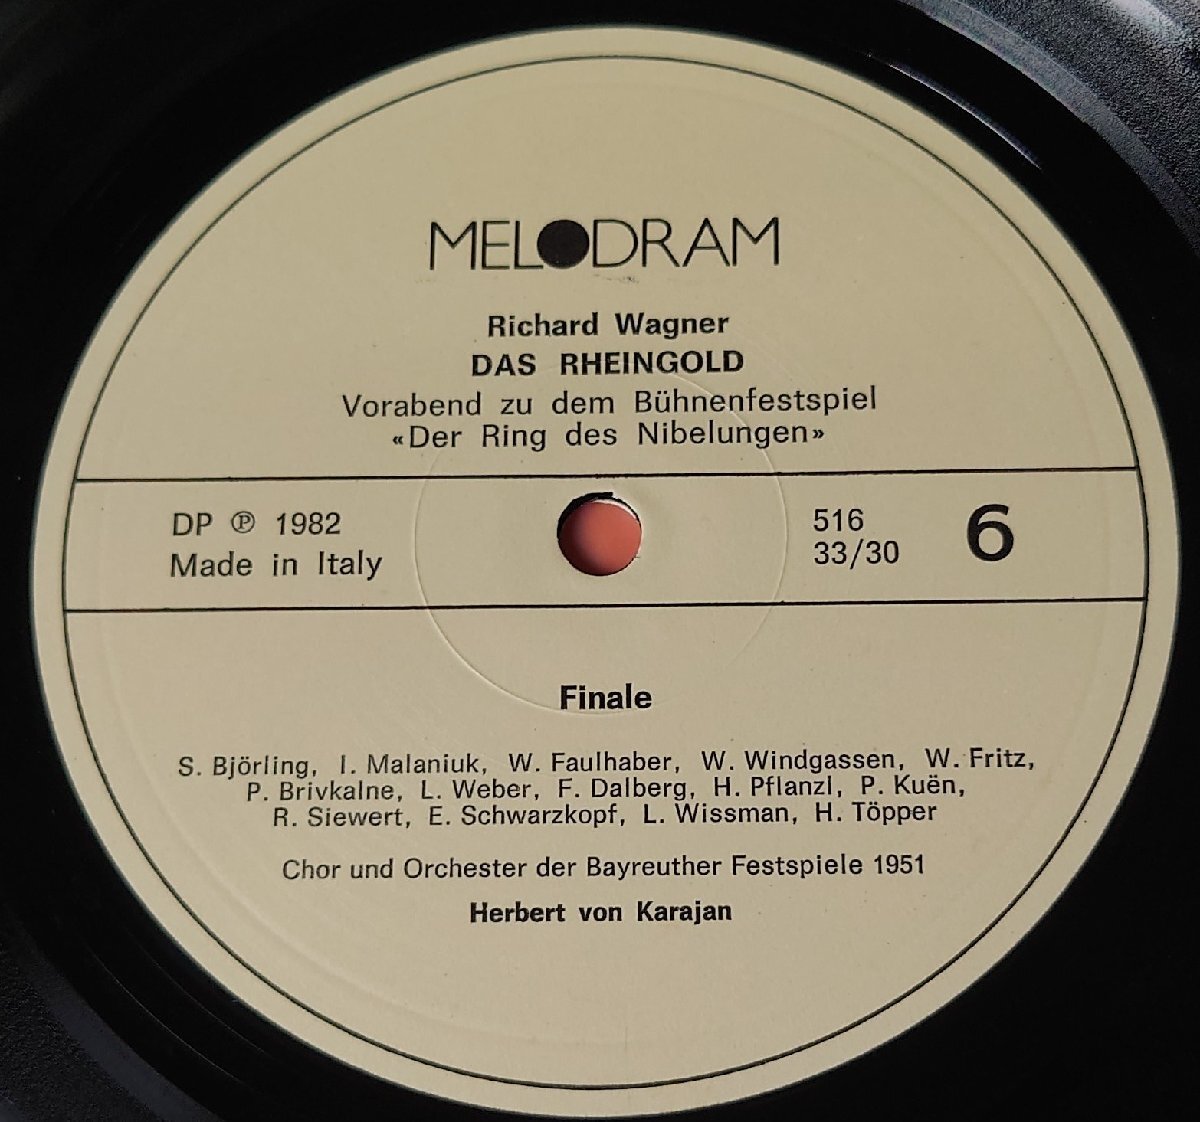 MELODRAM
Richard Wagner
DAS RHEINGOLD
Vorabend zu dem Bühnenfestspiel
«Der Ring des Nibelungen»
DP ℗ 1982
Made in Italy
516
33/30
6
Finale
S. Björling, I. Malaniuk, W. Faulhaber, W. Windgassen, W. Fritz,
P. Brivkalne, L. Weber, F. Dalberg, H. Pflanzl, P. Kuën,
R. Siewert, E. Schwarzkopf, L. Wissman, H. Töpper
Chor und Orchester der Bayreuther Festspiele 1951
Herbert von Karajan